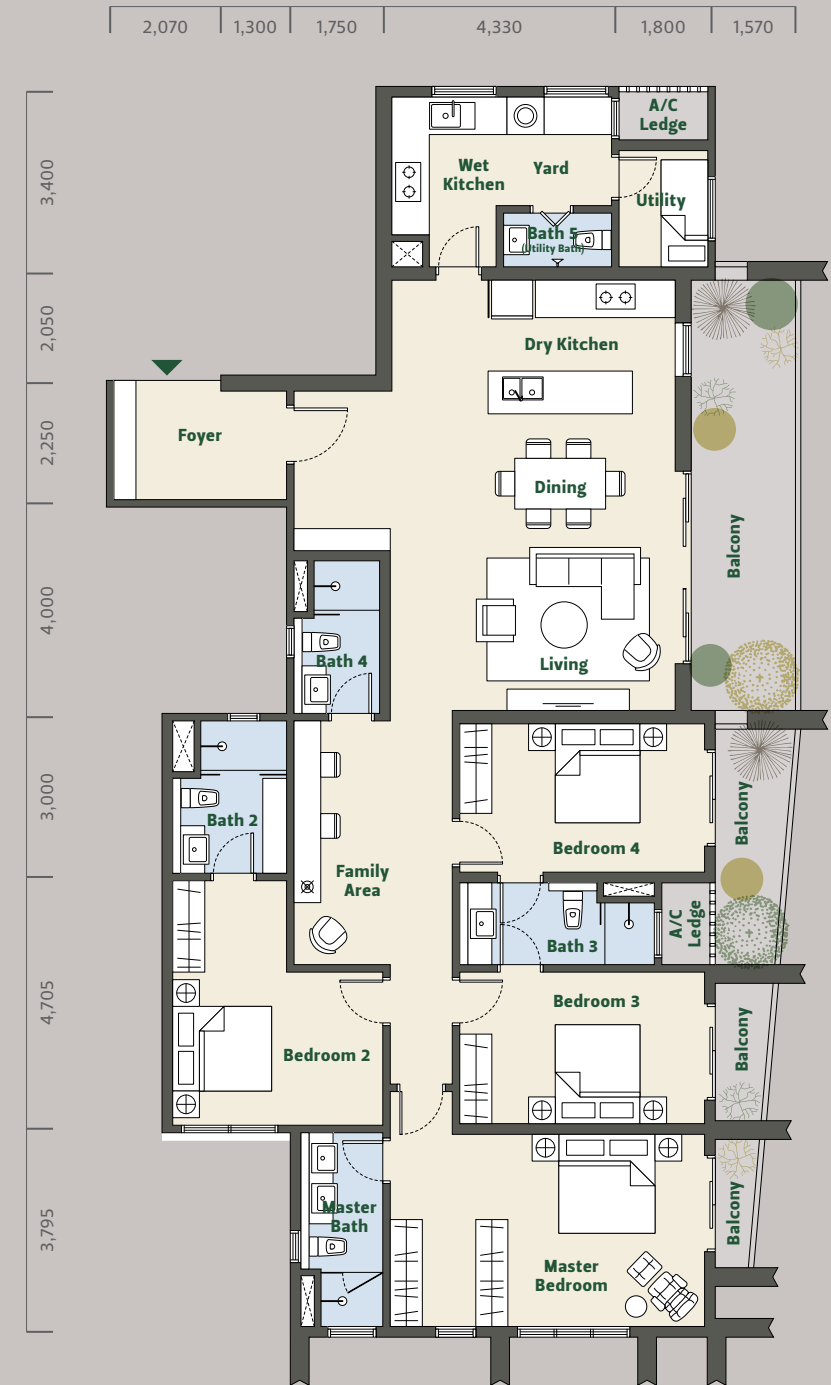 2,070
1,300
1,750
4,330
1,800
1,570
3,400
2,050
2,250
4,000
3,000
4,705
3,795
A/C
Ledge
Wet
Kitchen
Yard
Utility
Bath 5
(Utility Bath)
Dry Kitchen
Foyer
Dining
Balcony
Living
Bath 4
Bath 2
Family
Area
Bedroom 4
Balcony
Bath 3
A/C
Ledge
Bedroom 3
Balcony
Bedroom 2
Master
Bath
Master
Bedroom
Balcony